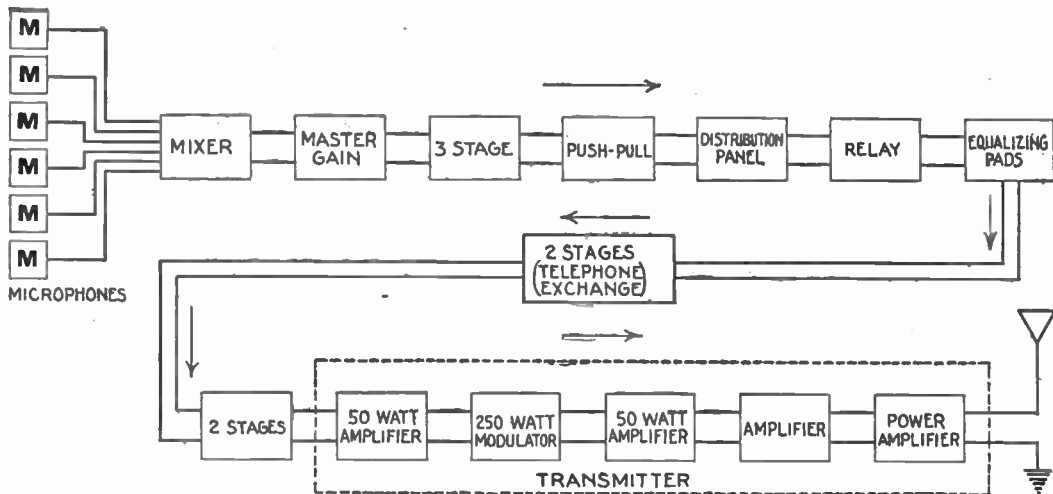 M
M
M
M
M
M
MICROPHONES
MIXER
MASTER
GAIN
3 STAGE
PUSH-PULL
DISTRIBUTION
PANEL
RELAY
EQUALIZING
PADS
2 STAGES
(TELEPHONE
EXCHANGE)
2 STAGES
50 WATT
AMPLIFIER
250 WATT
MODULATOR
50 WATT
AMPLIFIER
AMPLIFIER
POWER
AMPLIFIER
TRANSMITTER